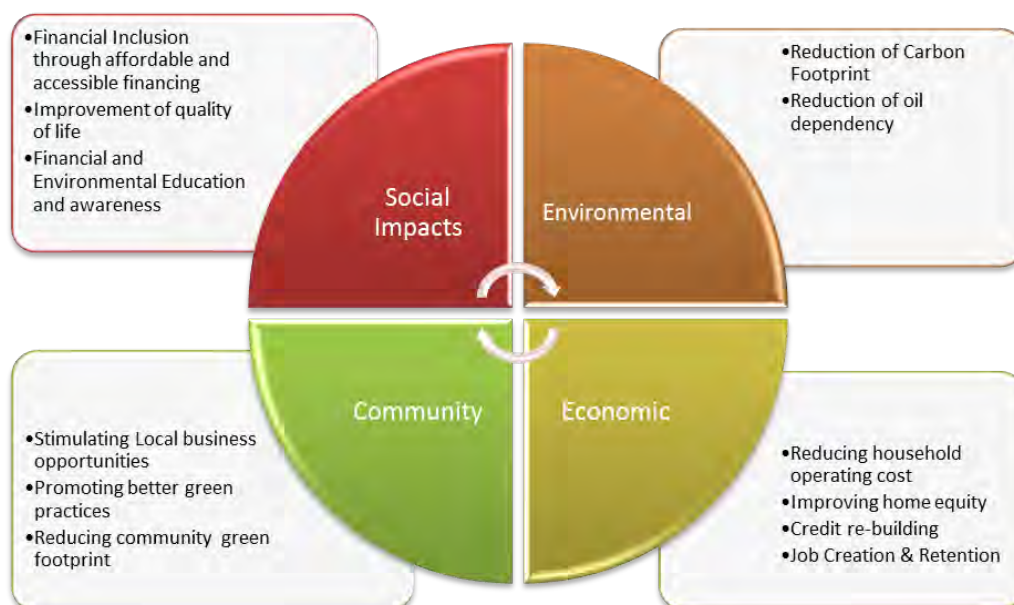 •Financial Inclusion
through affordable and
accessible financing
•Improvement of quality
of life
•Financial and
Environmental Education
and awareness
•Reduction of Carbon
Footprint
•Reduction of oil
dependency
Social
Impacts
Environmental
Community
Economic
•Stimulating Local business
opportunities
•Promoting better green
practices
•Reducing community green
footprint
•Reducing household
operating cost
•Improving home equity
•Credit re-building
•Job Creation & Retention